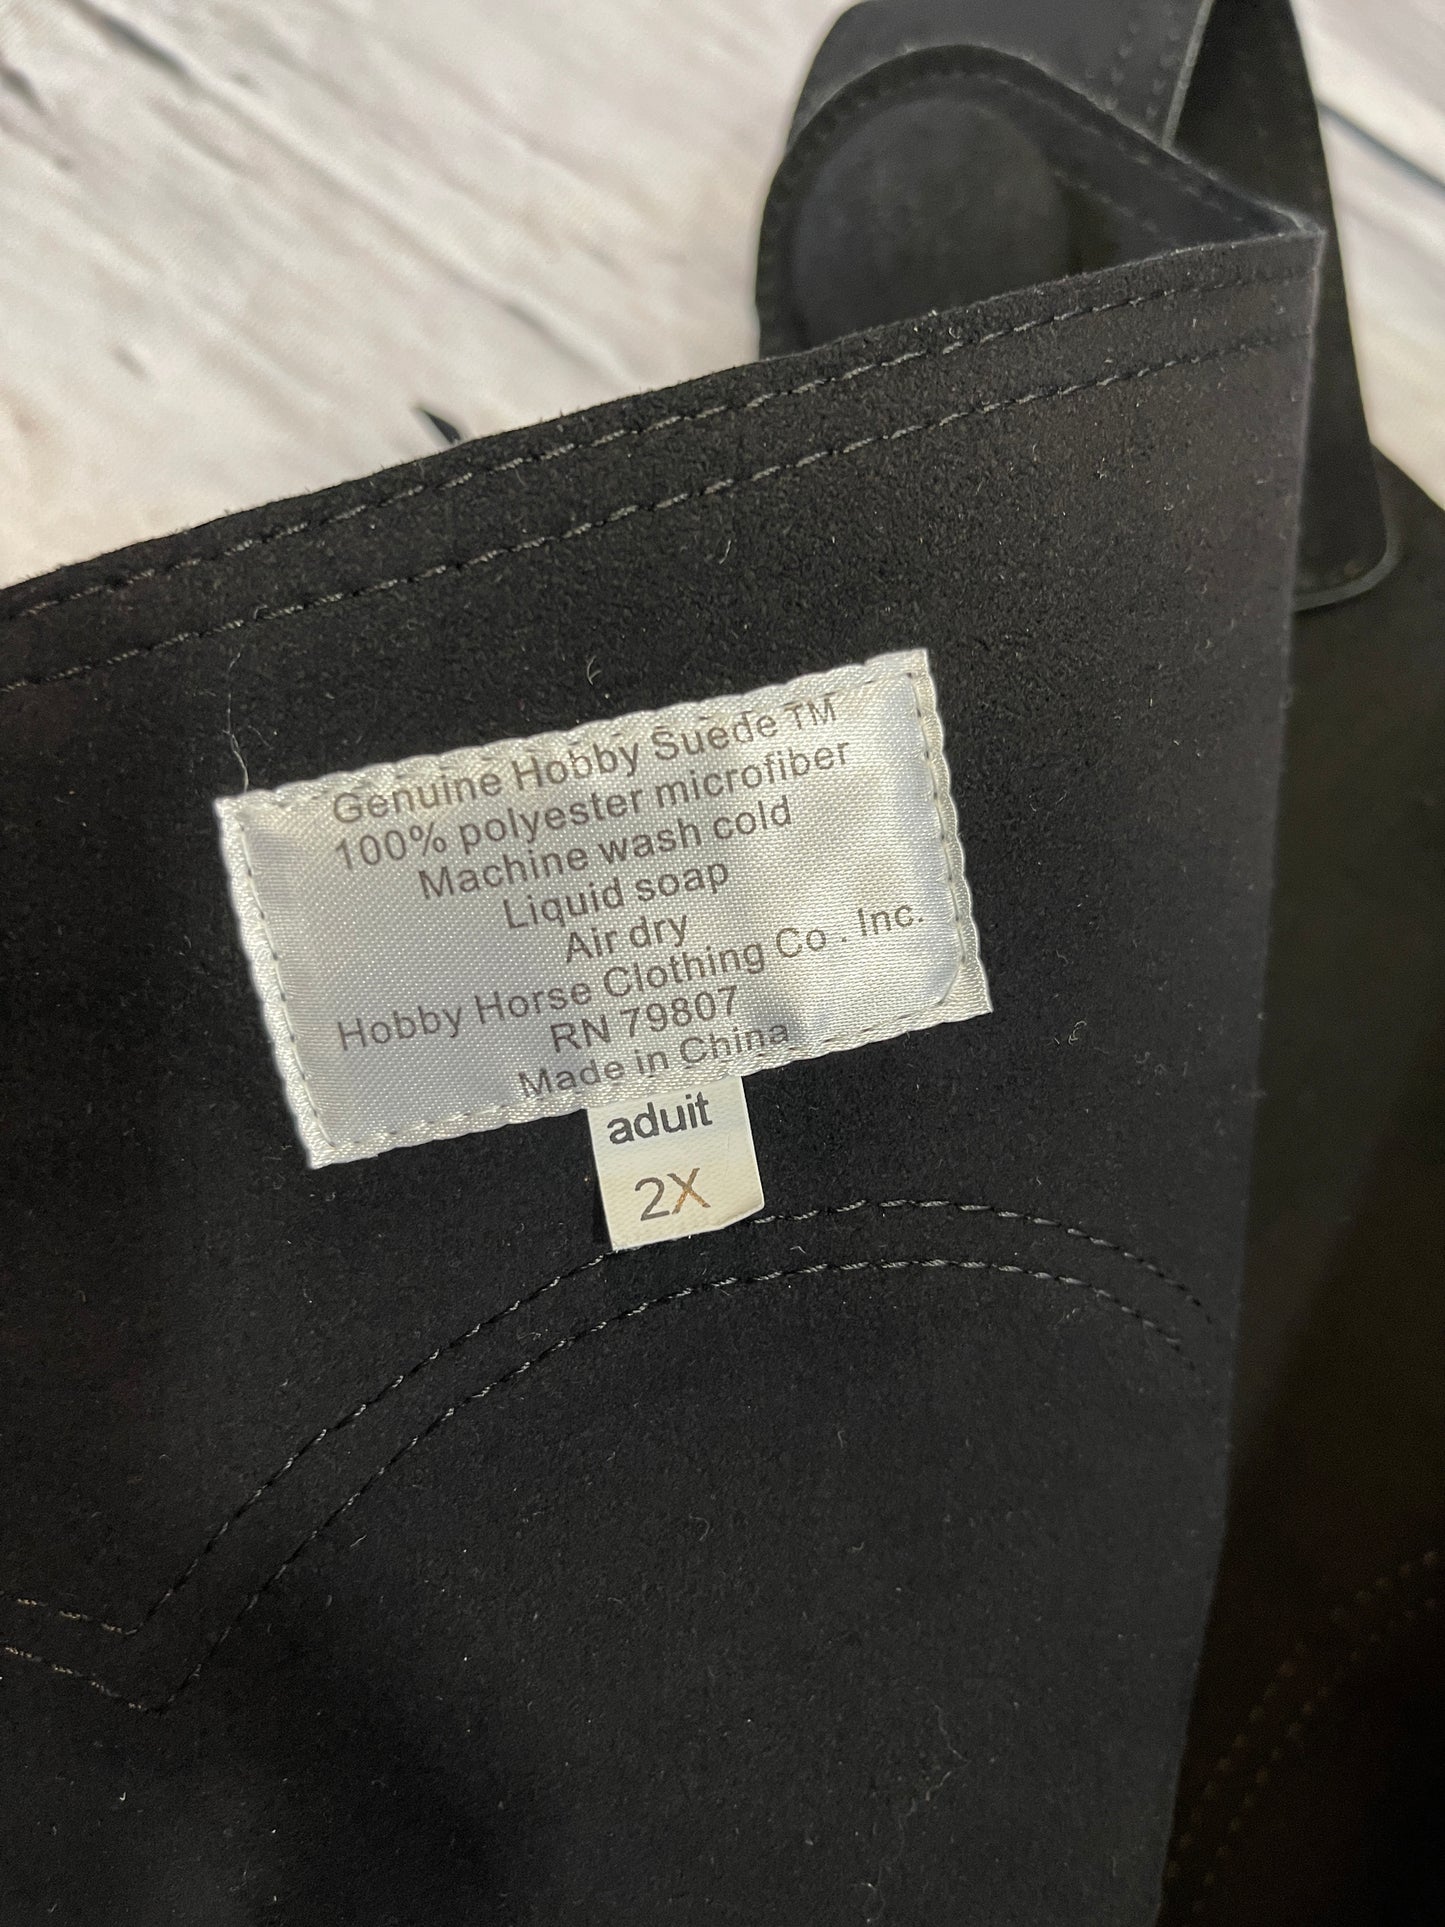 Genuine Hobby Suede TM
100% polyester microfiber
Machine wash cold
Liquid soap
Air dry
Hobby Horse Clothing Co . Inc.
RN 79807
Made in China
aduit
2X